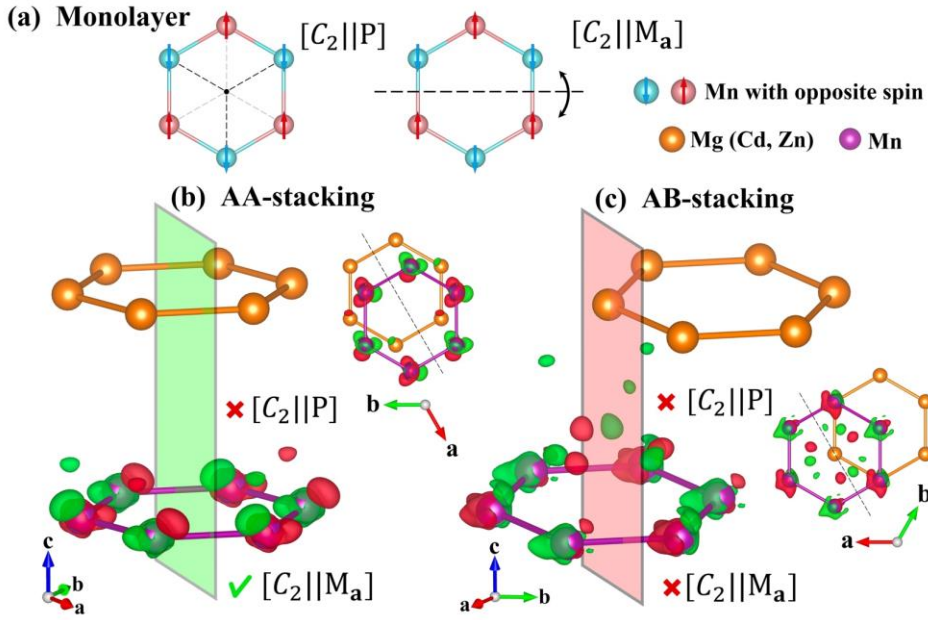 (a) Monolayer
[C₂||P]
[C₂||Mₐ]
Mn with opposite spin
Mg (Cd, Zn)
Mn
(b) AA-stacking
(c) AB-stacking
✖ [C₂||P]
b
a
✖ [C₂||P]
b
a
c
b
a
✓ [C₂||Mₐ]
c
b
a
✖ [C₂||Mₐ]